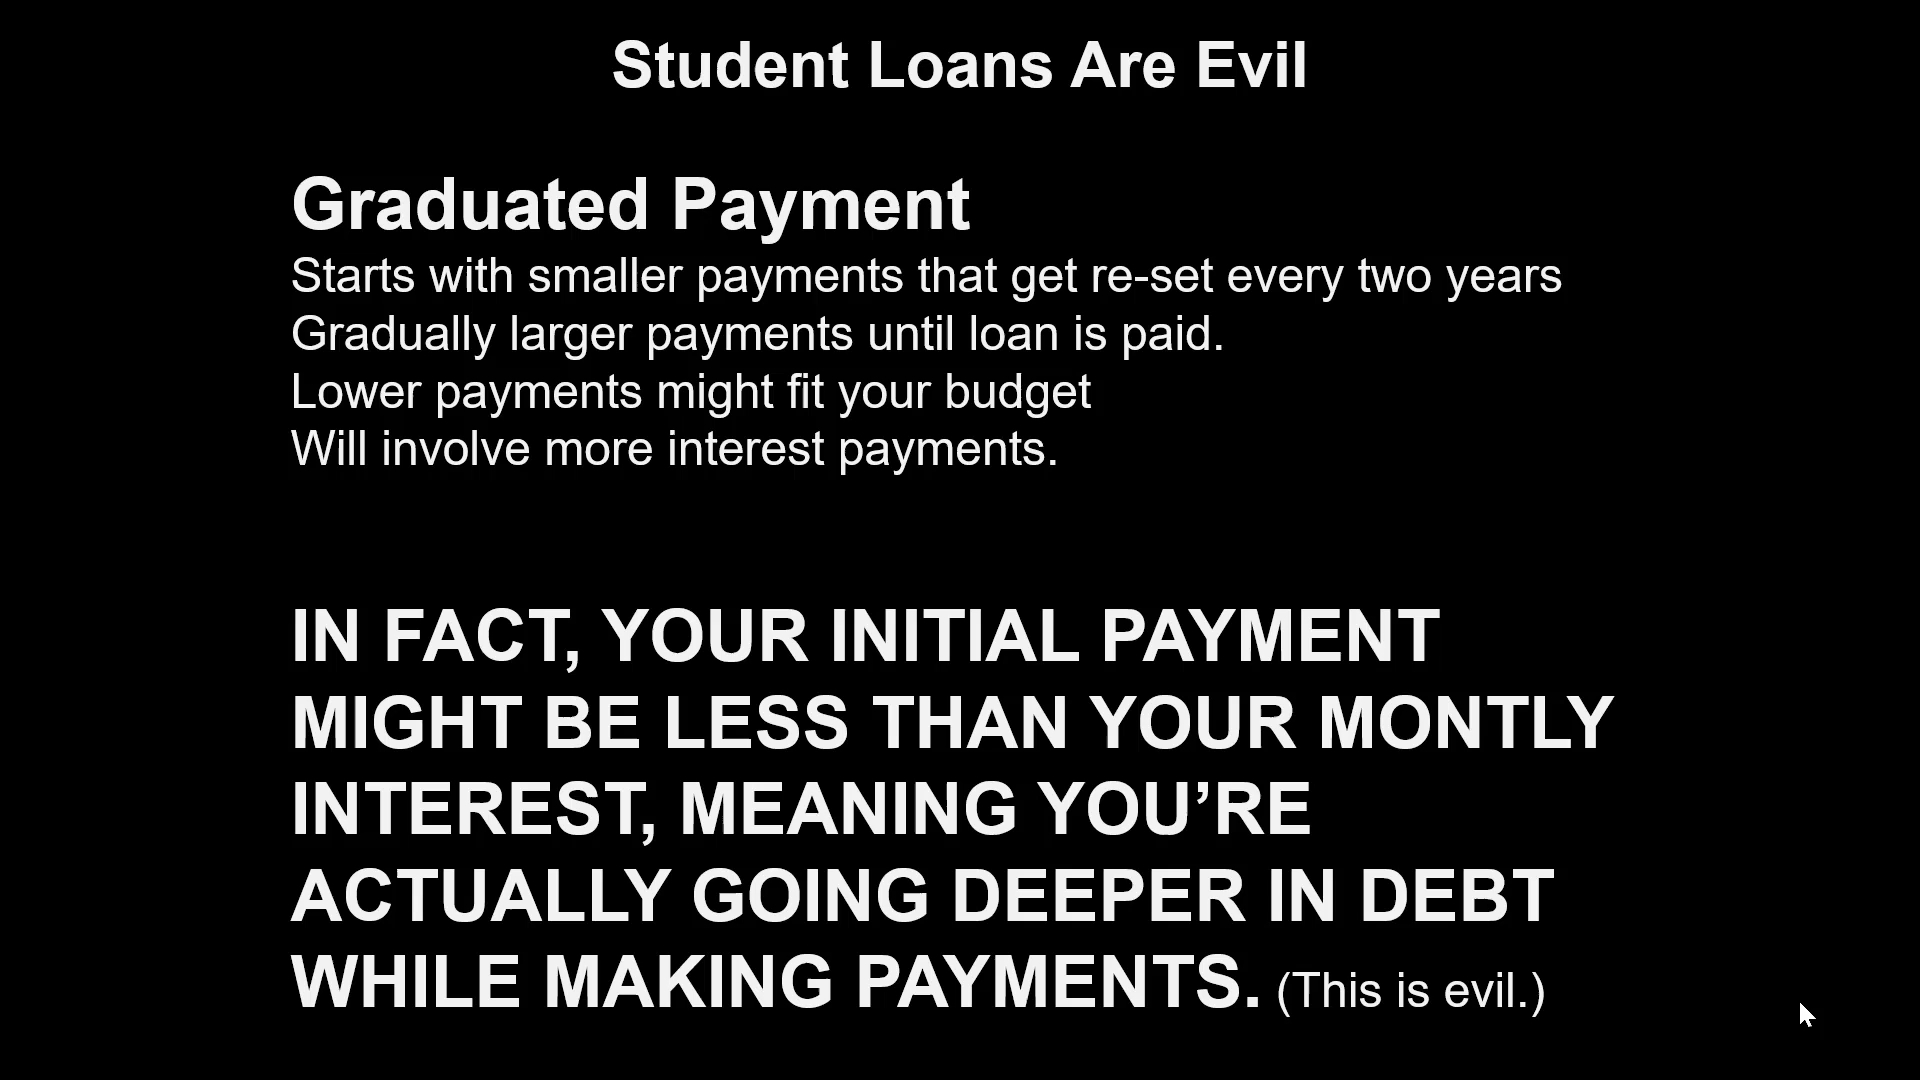 Student Loans Are Evil
Graduated Payment
Starts with smaller payments that get re-set every two years
Gradually larger payments until loan is paid.
Lower payments might fit your budget
Will involve more interest payments.
IN FACT, YOUR INITIAL PAYMENT
MIGHT BE LESS THAN YOUR MONTLY
INTEREST, MEANING YOU’RE
ACTUALLY GOING DEEPER IN DEBT
WHILE MAKING PAYMENTS. (This is evil.)